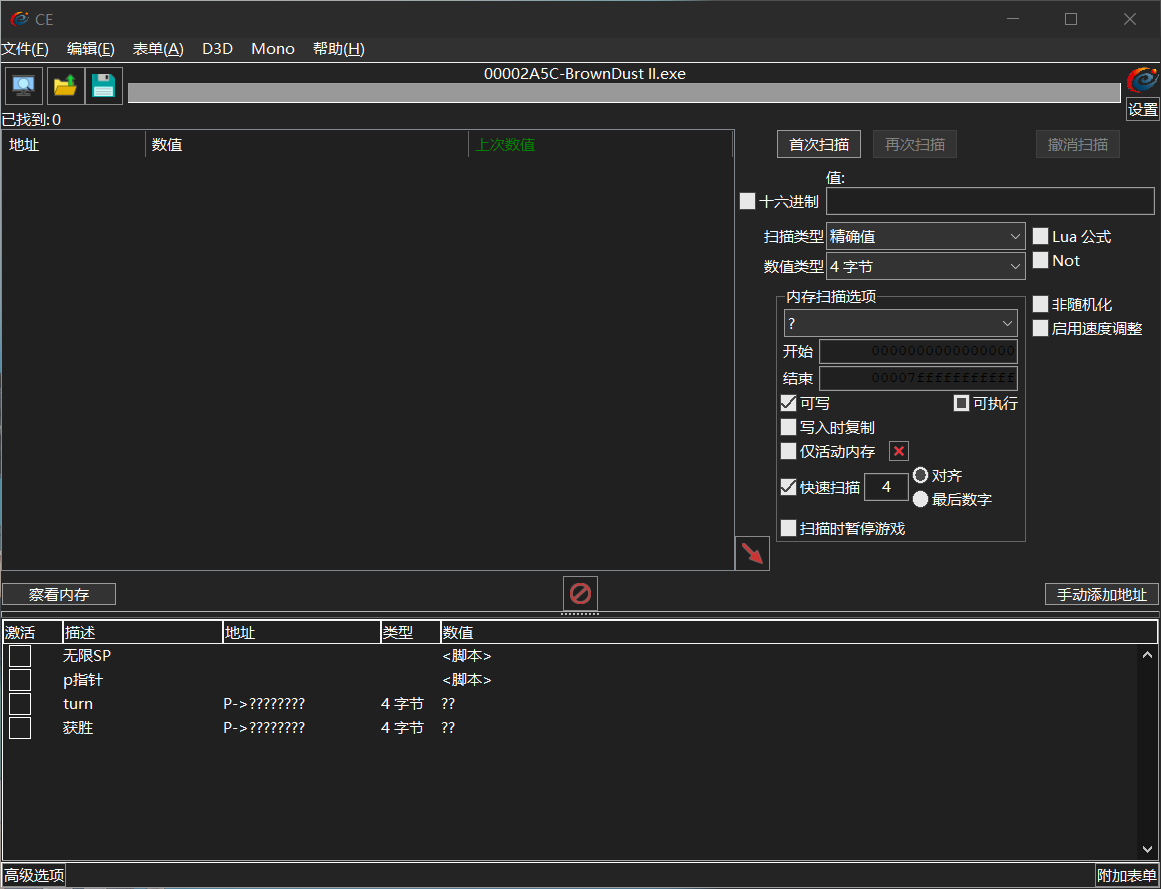 CE
文件(F) 编辑(E) 表单(A) D3D Mono 帮助(H)
00002A5C-BrownDust II.exe
设置
已找到: 0
地址 数值 上次数值
首次扫描 再次扫描 撤消扫描
值:
十六进制
扫描类型 精确值 Lua 公式
数值类型 4 字节 Not
内存扫描选项
? 非随机化
启用速度调整
开始 0000000000000000
结束 00007fffffffffff
可写 可执行
写入时复制
仅活动内存
快速扫描 4 对齐
最后数字
扫描时暂停游戏
察看内存 手动添加地址
激活 描述 地址 类型 数值
无限SP <脚本>
p指针 <脚本>
turn P->???????? 4 字节 ??
获胜 P->???????? 4 字节 ??
高级选项 附加表单